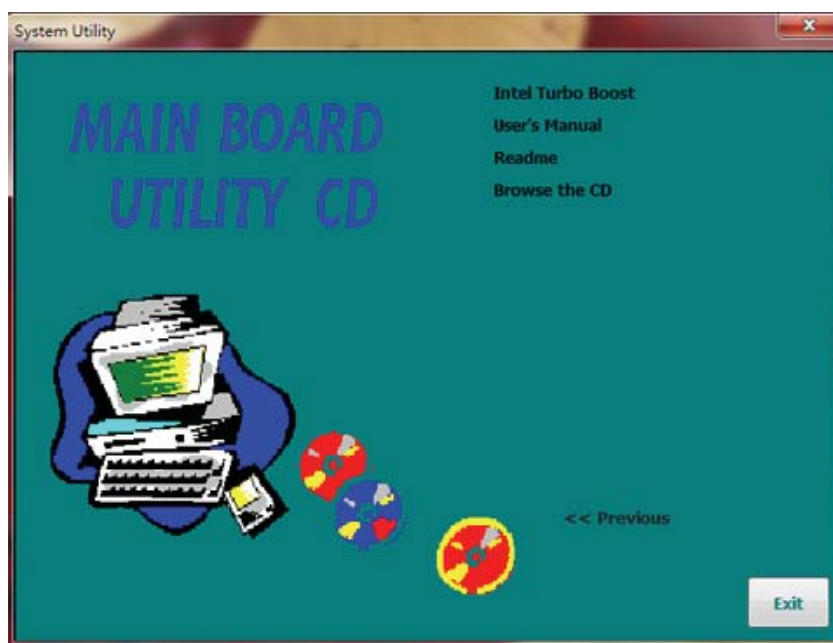 System Utility
MAIN BOARD
UTILITY CD
Intel Turbo Boost
User's Manual
Readme
Browse the CD
<< Previous
Exit